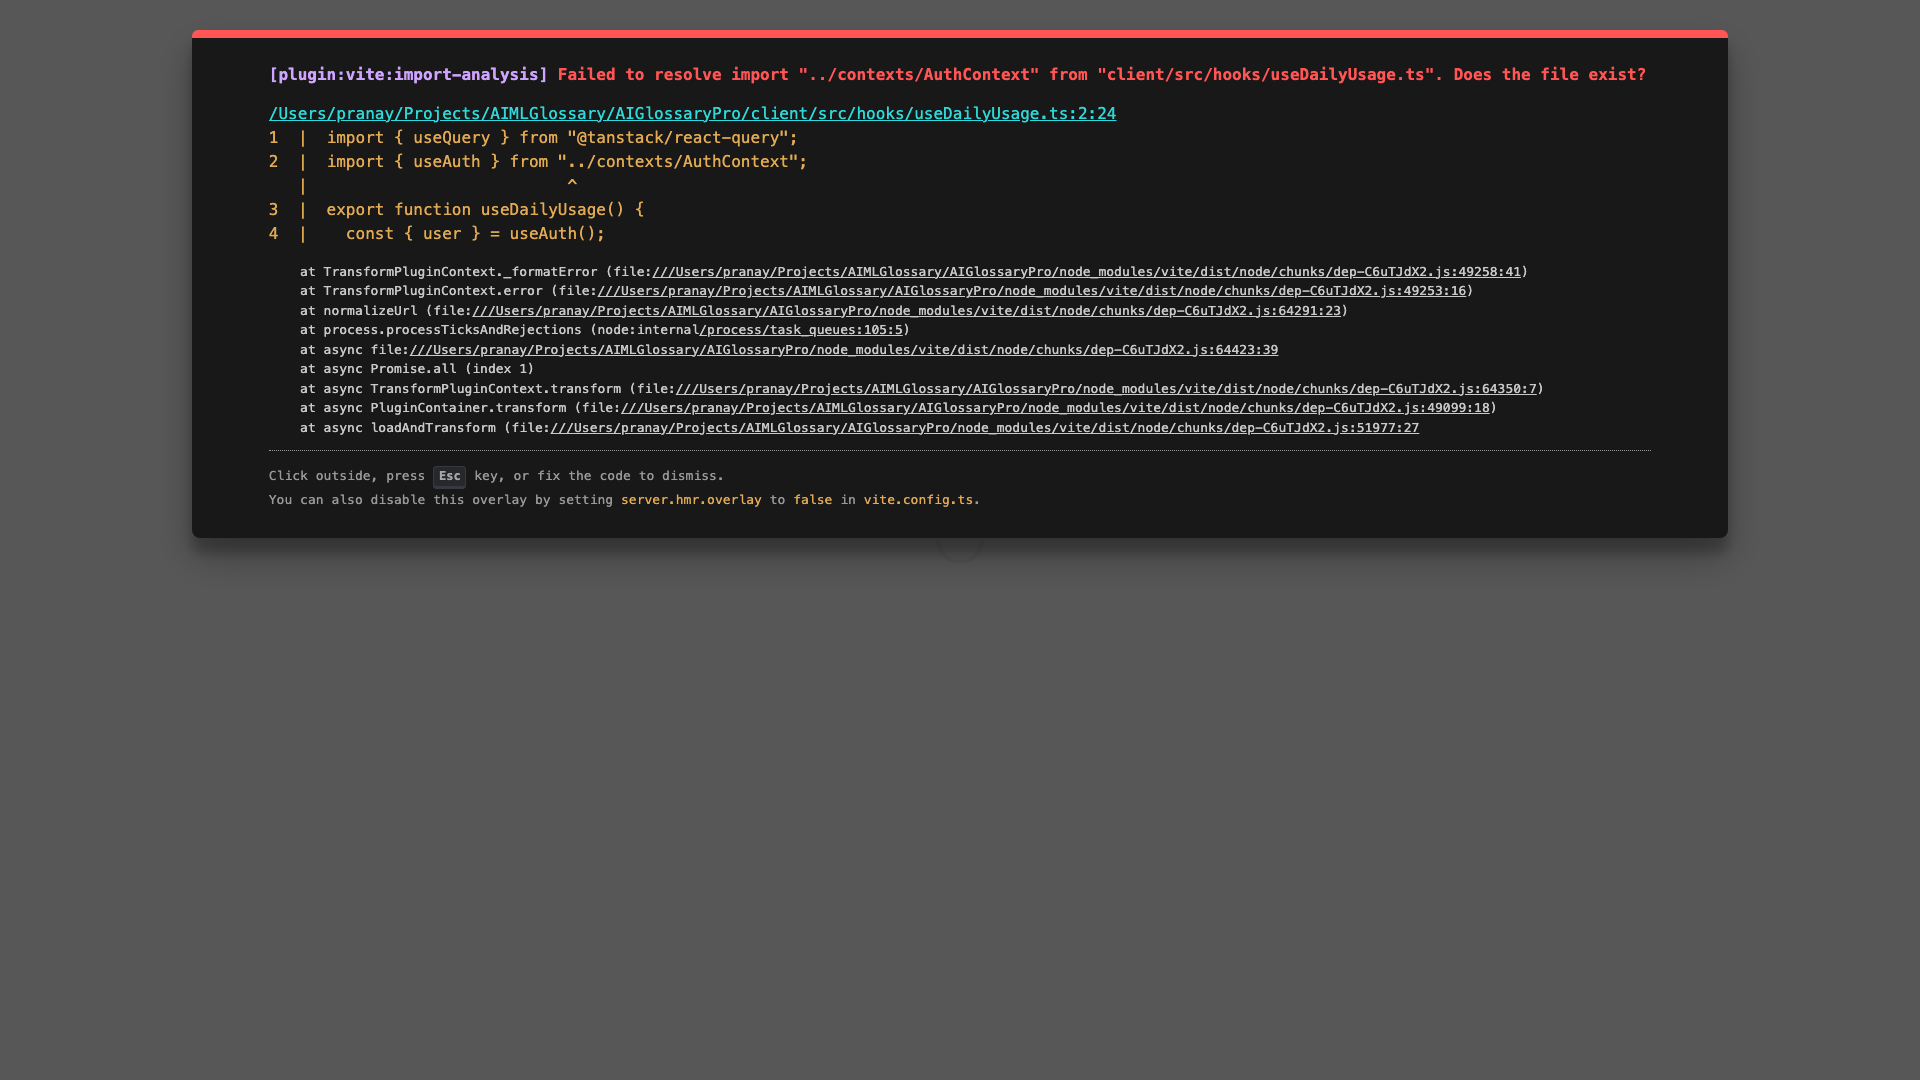 [plugin:vite:import-analysis] Failed to resolve import "../contexts/AuthContext" from "client/src/hooks/useDailyUsage.ts". Does the file exist?
/Users/pranay/Projects/AIMLGlossary/AIGlossaryPro/client/src/hooks/useDailyUsage.ts:2:24
1  |  import { useQuery } from "@tanstack/react-query";
2  |  import { useAuth } from "../contexts/AuthContext";
   |                           ^
3  |  export function useDailyUsage() {
4  |    const { user } = useAuth();
    at TransformPluginContext._formatError (file:///Users/pranay/Projects/AIMLGlossary/AIGlossaryPro/node_modules/vite/dist/node/chunks/dep-C6uTJdX2.js:49258:41)
    at TransformPluginContext.error (file:///Users/pranay/Projects/AIMLGlossary/AIGlossaryPro/node_modules/vite/dist/node/chunks/dep-C6uTJdX2.js:49253:16)
    at normalizeUrl (file:///Users/pranay/Projects/AIMLGlossary/AIGlossaryPro/node_modules/vite/dist/node/chunks/dep-C6uTJdX2.js:64291:23)
    at process.processTicksAndRejections (node:internal/process/task_queues:105:5)
    at async file:///Users/pranay/Projects/AIMLGlossary/AIGlossaryPro/node_modules/vite/dist/node/chunks/dep-C6uTJdX2.js:64423:39
    at async Promise.all (index 1)
    at async TransformPluginContext.transform (file:///Users/pranay/Projects/AIMLGlossary/AIGlossaryPro/node_modules/vite/dist/node/chunks/dep-C6uTJdX2.js:64350:7)
    at async PluginContainer.transform (file:///Users/pranay/Projects/AIMLGlossary/AIGlossaryPro/node_modules/vite/dist/node/chunks/dep-C6uTJdX2.js:49099:18)
    at async loadAndTransform (file:///Users/pranay/Projects/AIMLGlossary/AIGlossaryPro/node_modules/vite/dist/node/chunks/dep-C6uTJdX2.js:51977:27
Click outside, press Esc key, or fix the code to dismiss.
You can also disable this overlay by setting server.hmr.overlay to false in vite.config.ts.